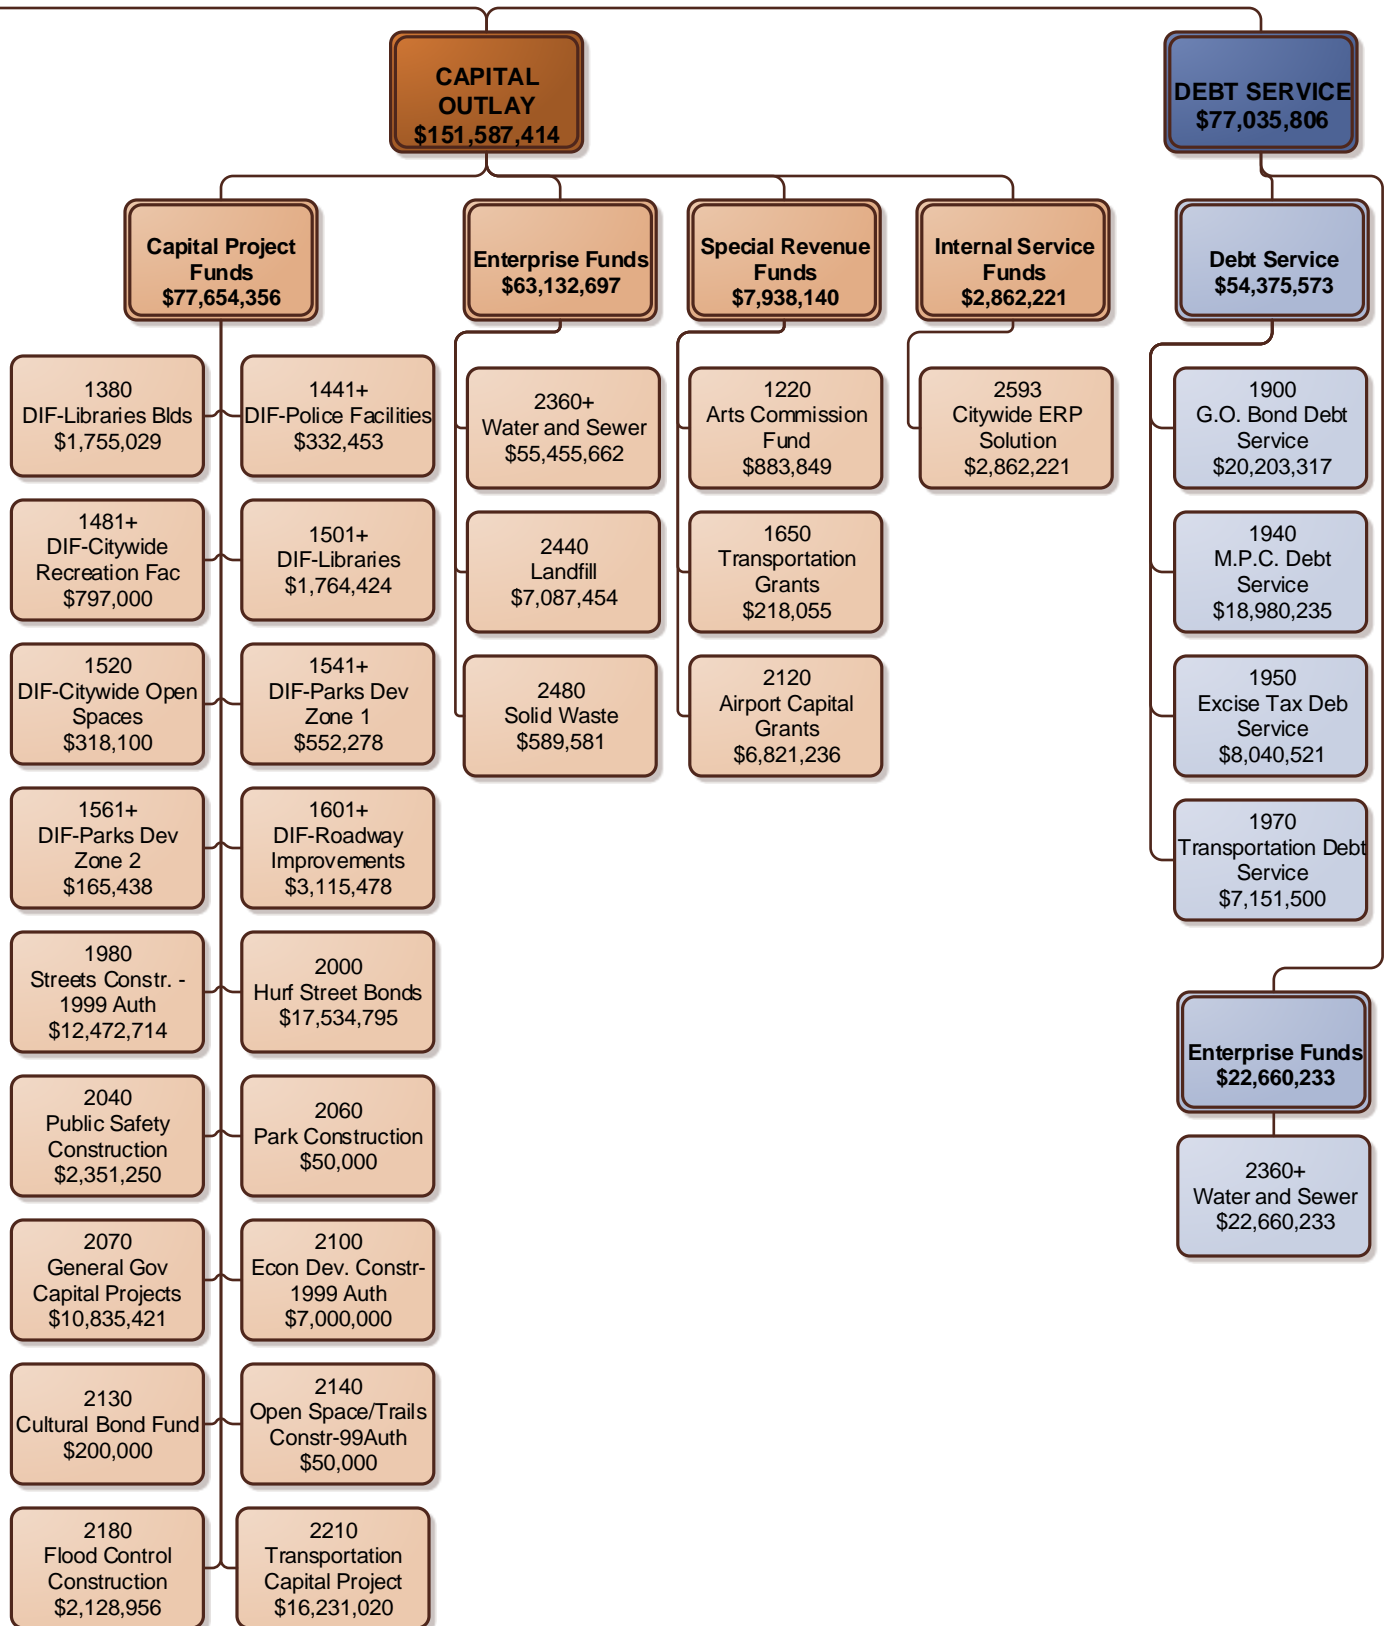 CAPITAL
OUTLAY
$151,587,414
DEBT SERVICE
$77,035,806
Capital Project
Funds
$77,654,356
Enterprise Funds
$63,132,697
Special Revenue
Funds
$7,938,140
Internal Service
Funds
$2,862,221
Debt Service
$54,375,573
1380
DIF-Libraries Blds
$1,755,029
1441+
DIF-Police Facilities
$332,453
2360+
Water and Sewer
$55,455,662
1220
Arts Commission
Fund
$883,849
2593
Citywide ERP
Solution
$2,862,221
1900
G.O. Bond Debt
Service
$20,203,317
1481+
DIF-Citywide
Recreation Fac
$797,000
1501+
DIF-Libraries
$1,764,424
2440
Landfill
$7,087,454
1650
Transportation
Grants
$218,055
1940
M.P.C. Debt
Service
$18,980,235
1520
DIF-Citywide Open
Spaces
$318,100
1541+
DIF-Parks Dev
Zone 1
$552,278
2480
Solid Waste
$589,581
2120
Airport Capital
Grants
$6,821,236
1950
Excise Tax Deb
Service
$8,040,521
1561+
DIF-Parks Dev
Zone 2
$165,438
1601+
DIF-Roadway
Improvements
$3,115,478
1970
Transportation Debt
Service
$7,151,500
1980
Streets Constr. -
1999 Auth
$12,472,714
2000
Hurf Street Bonds
$17,534,795
Enterprise Funds
$22,660,233
2040
Public Safety
Construction
$2,351,250
2060
Park Construction
$50,000
2360+
Water and Sewer
$22,660,233
2070
General Gov
Capital Projects
$10,835,421
2100
Econ Dev. Constr-
1999 Auth
$7,000,000
2130
Cultural Bond Fund
$200,000
2140
Open Space/Trails
Constr-99Auth
$50,000
2180
Flood Control
Construction
$2,128,956
2210
Transportation
Capital Project
$16,231,020